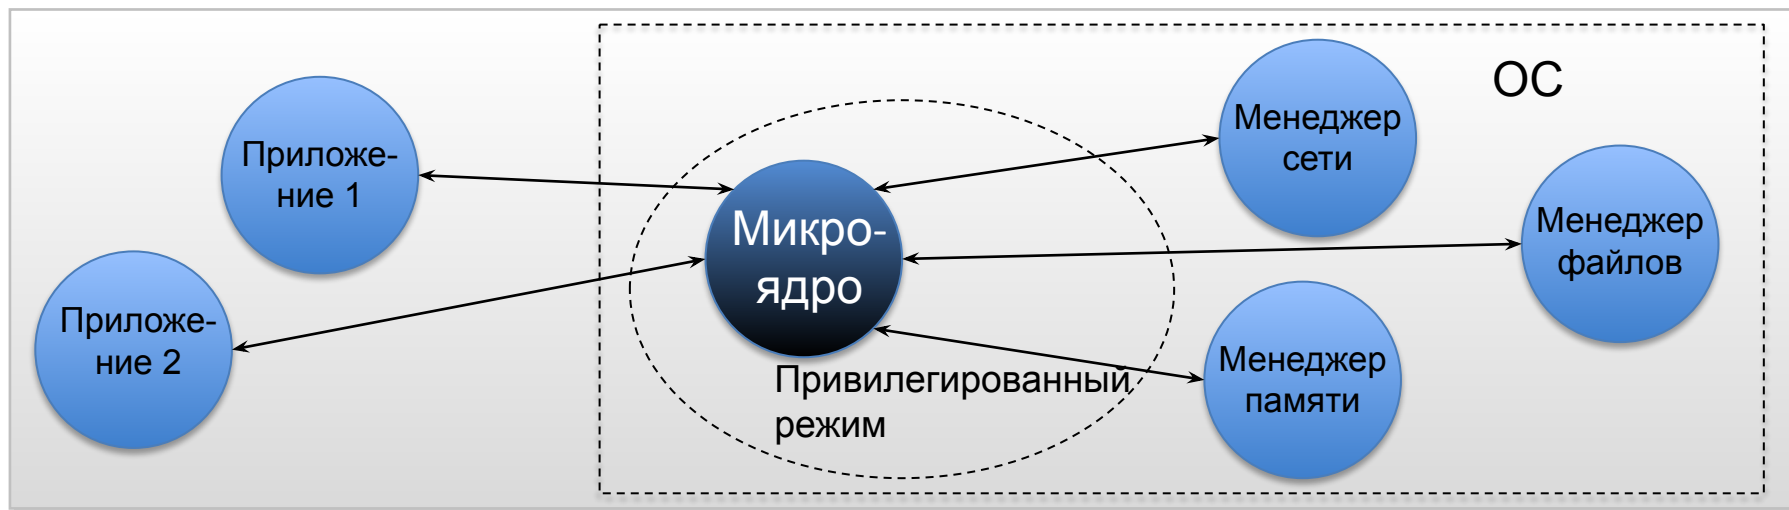 ОС
Менеджер
сети
Приложе-
ние 1
Микро-
ядро
Менеджер
файлов
Приложе-
ние 2
Менеджер
памяти
Привилегированный
режим